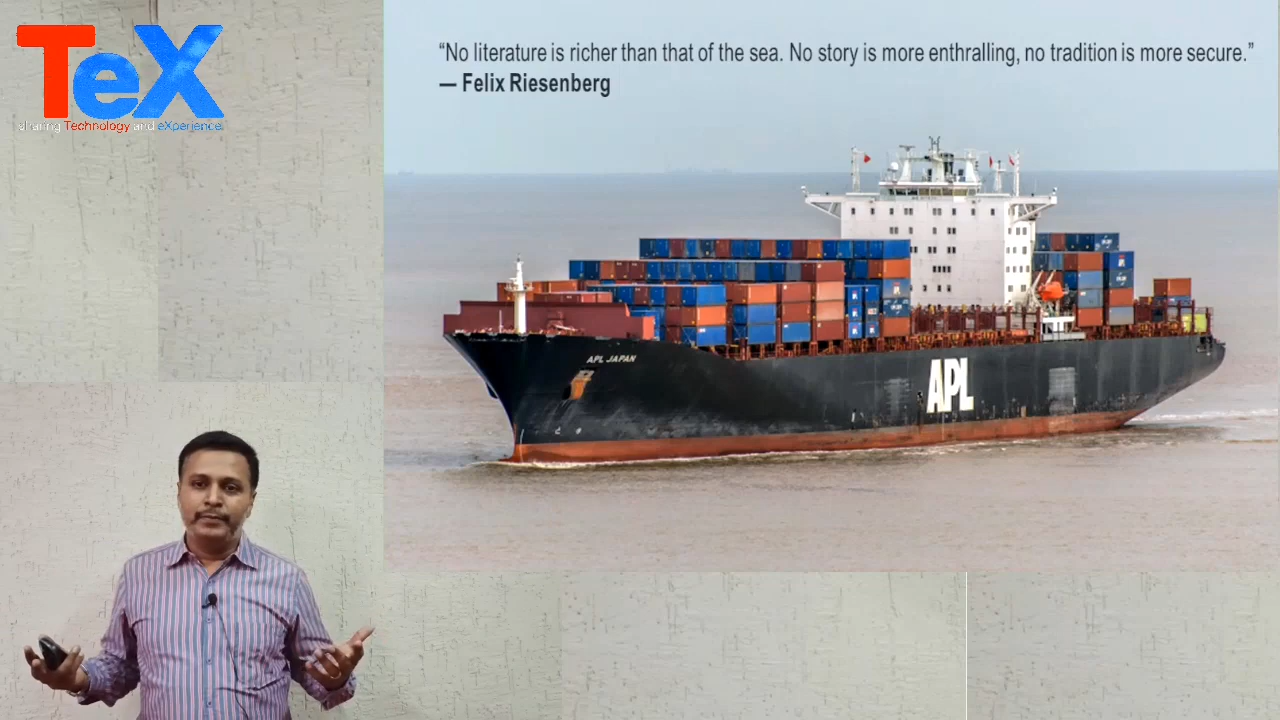 TeX
sharing Technology and eXperience
“No literature is richer than that of the sea. No story is more enthralling, no tradition is more secure.”
— Felix Riesenberg
APL JAPAN
APL